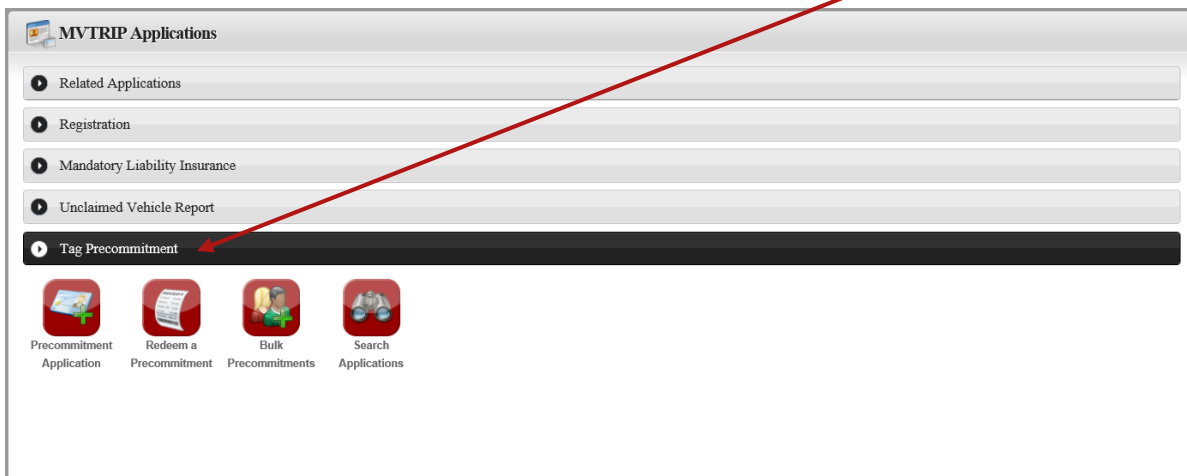 MVTRIP Applications
Related Applications
Registration
Mandatory Liability Insurance
Unclaimed Vehicle Report
Tag Precommitment
Precommitment
Application
Redeem a
Precommitment
Bulk
Precommitments
Search
Applications